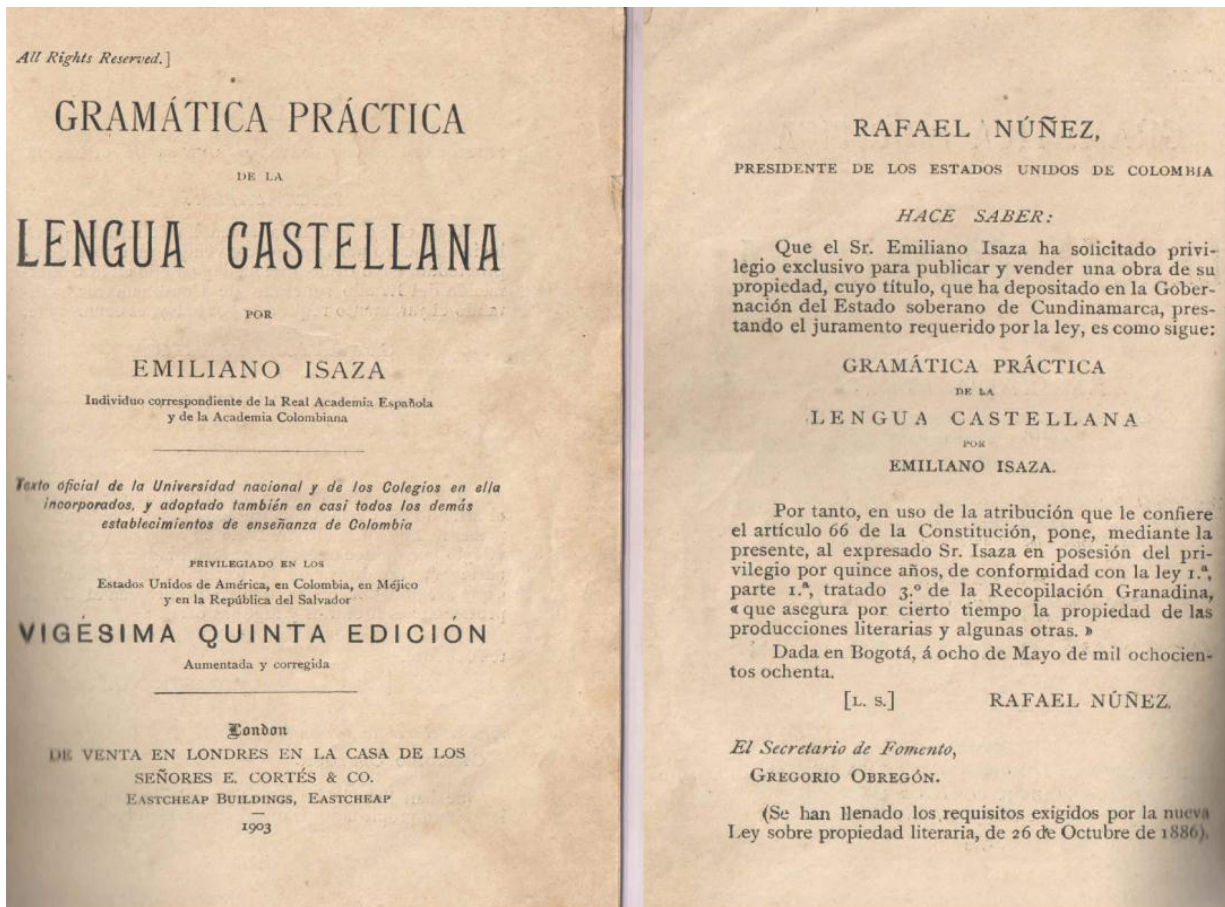 All Rights Reserved.]
GRAMÁTICA PRÁCTICA
DE LA
LENGUA CASTELLANA
POR
EMILIANO ISAZA
Individuo correspondiente de la Real Academia Española
y de la Academia Colombiana
Texto oficial de la Universidad nacional y de los Colegios en ella
incorporados, y adoptado también en casi todos los demás
establecimientos de enseñanza de Colombia
PRIVILEGIADO EN LOS
Estados Unidos de América, en Colombia, en Méjico
y en la República del Salvador
VIGÉSIMA QUINTA EDICIÓN
Aumentada y corregida
London
DE VENTA EN LONDRES EN LA CASA DE LOS
SEÑORES E. CORTÉS & CO.
EASTCHEAP BUILDINGS, EASTCHEAP
1903
RAFAEL NÚÑEZ,
PRESIDENTE DE LOS ESTADOS UNIDOS DE COLOMBIA
HACE SABER:
Que el Sr. Emiliano Isaza ha solicitado privi-
legio exclusivo para publicar y vender una obra de su
propiedad, cuyo título, que ha depositado en la Gober-
nación del Estado soberano de Cundinamarca, pres-
tando el juramento requerido por la ley, es como sigue:
GRAMÁTICA PRÁCTICA
DE LA
LENGUA CASTELLANA
POR
EMILIANO ISAZA.
Por tanto, en uso de la atribución que le confiere
el artículo 66 de la Constitución, pone, mediante la
presente, al expresado Sr. Isaza en posesión del pri-
vilegio por quince años, de conformidad con la ley 1.ª,
parte 1.ª, tratado 3.º de la Recopilación Granadina,
« que asegura por cierto tiempo la propiedad de las
producciones literarias y algunas otras. »
Dada en Bogotá, á ocho de Mayo de mil ochocien-
tos ochenta.
[L. S.] RAFAEL NÚÑEZ.
El Secretario de Fomento,
GREGORIO OBREGÓN.
(Se han llenado los requisitos exigidos por la nueva
Ley sobre propiedad literaria, de 26 de Octubre de 1886).